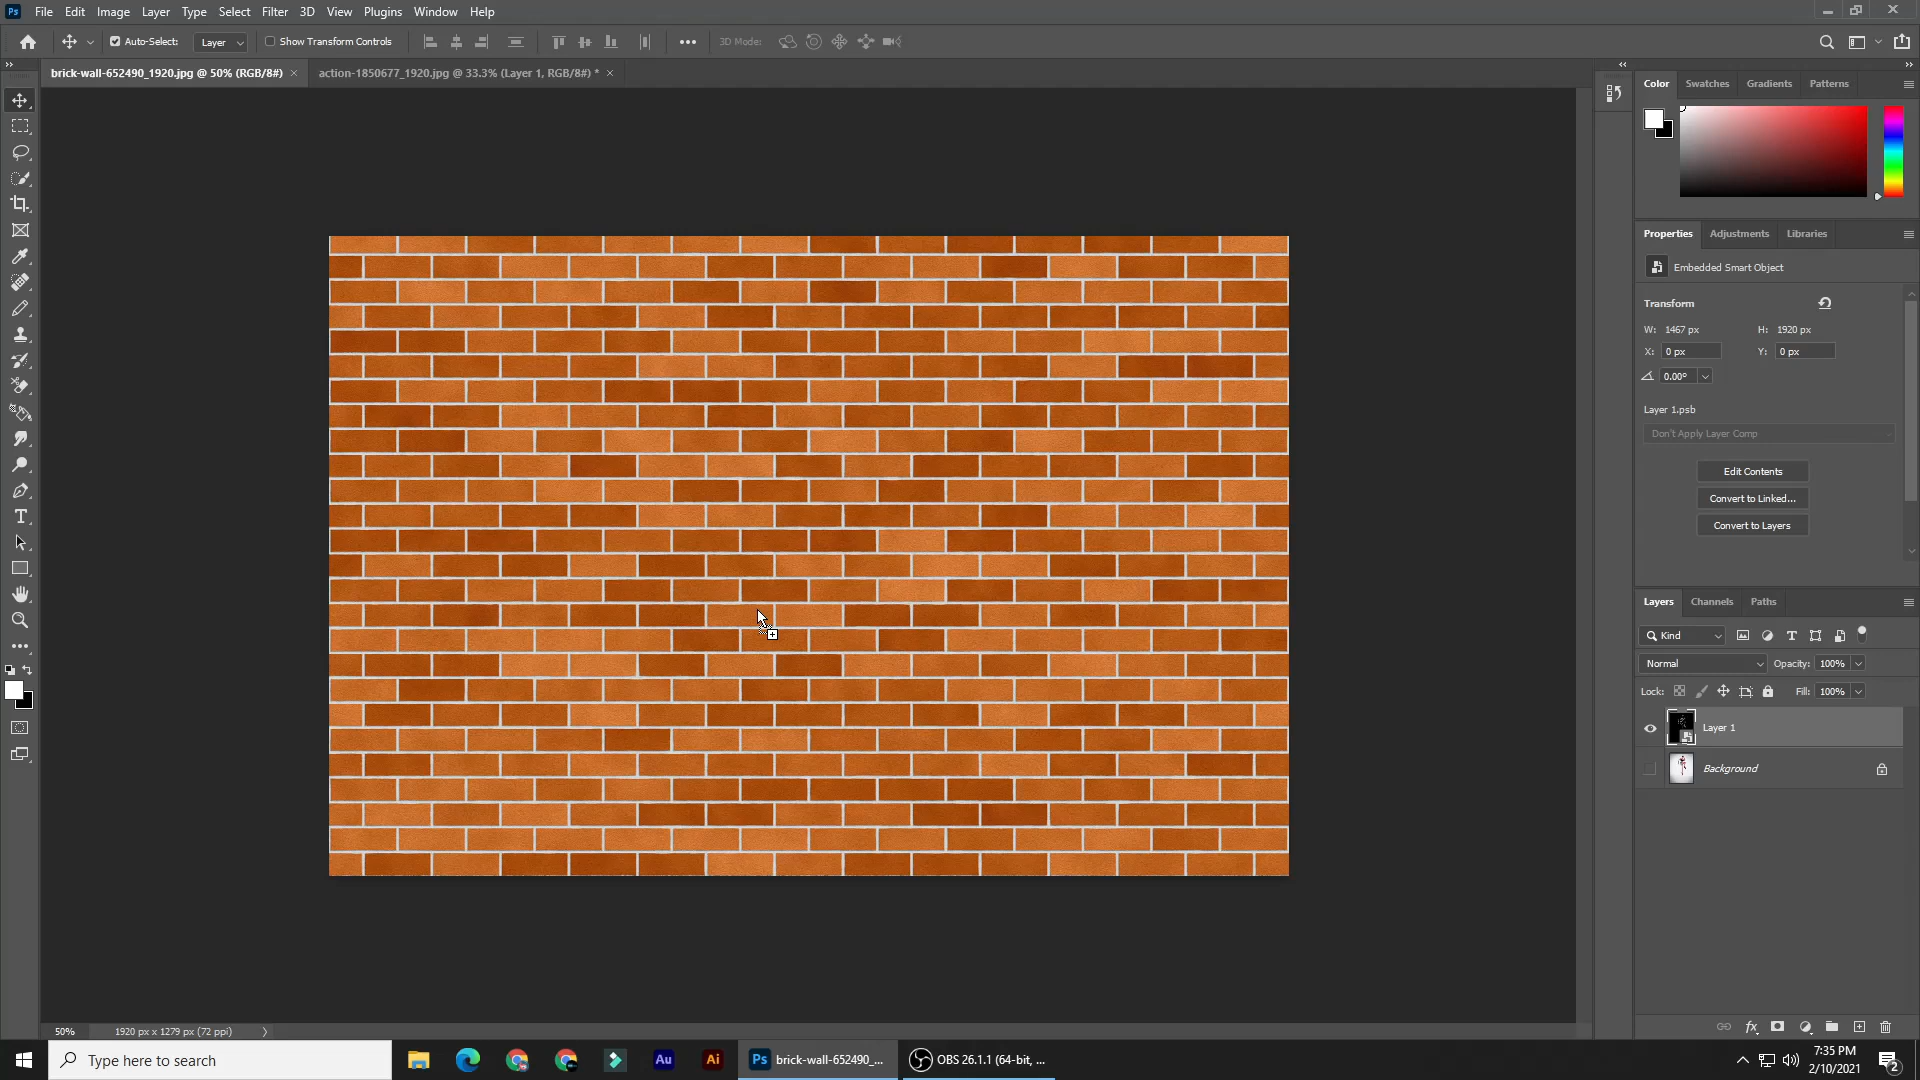 Ps File Edit Image Layer Type Select Filter 3D View Plugins Window Help
Auto-Select: Layer Show Transform Controls 3D Mode:
brick-wall-652490_1920.jpg @ 50% (RGB/8#) × action-1850677_1920.jpg @ 33.3% (Layer 1, RGB/8#) * ×
Color Swatches Gradients Patterns
Properties Adjustments Libraries
Embedded Smart Object
Transform
W: 1467 px H: 1920 px
X: 0 px Y: 0 px
0.00°
Layer 1.psb
Don't Apply Layer Comp
Edit Contents
Convert to Linked...
Convert to Layers
Layers Channels Paths
Kind
Normal Opacity: 100%
Lock: Fill: 100%
Layer 1
Background
50% 1920 px x 1279 px (72 ppi)
Type here to search
Au Ai Ps brick-wall-652490_... OBS 26.1.1 (64-bit, ...
7:35 PM
2/10/2021
2